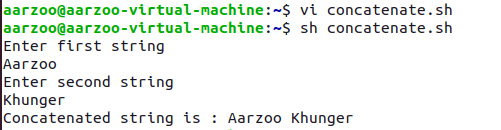 aarzoo@aarzoo-virtual-machine:~$ vi concatenate.sh
aarzoo@aarzoo-virtual-machine:~$ sh concatenate.sh
Enter first string
Aarzoo
Enter second string
Khunger
Concatenated string is : Aarzoo Khunger